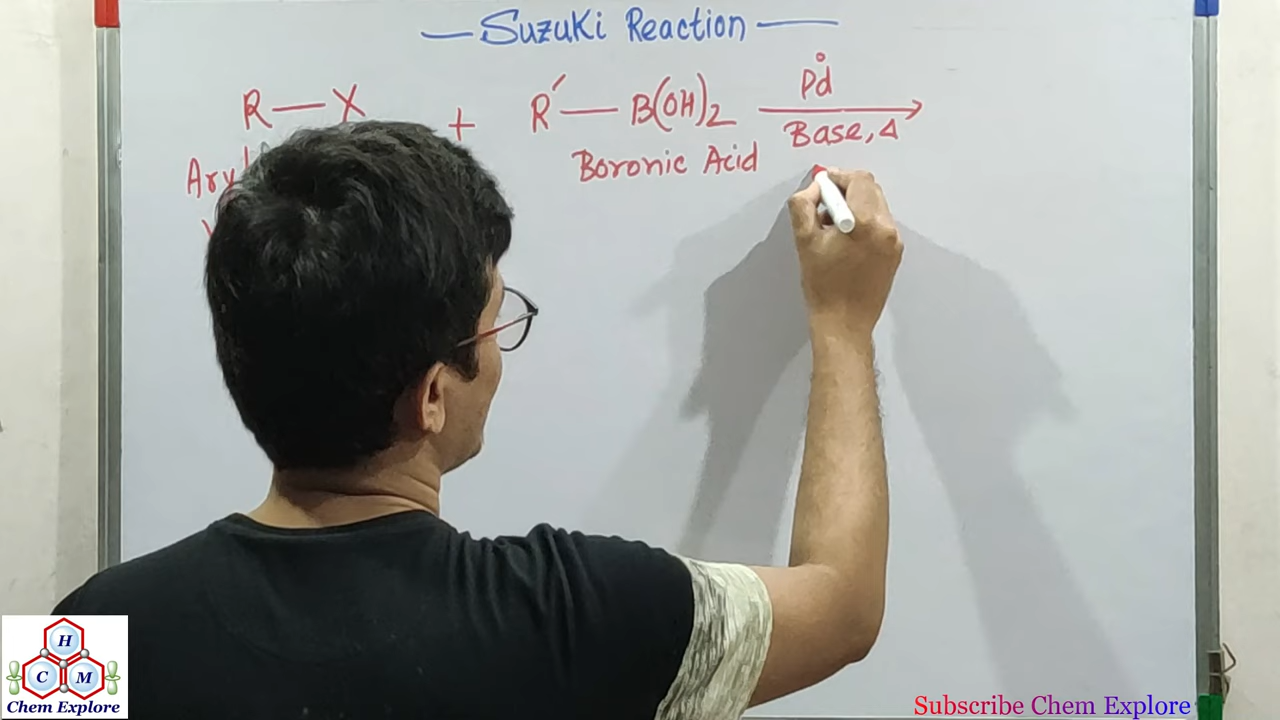 Suzuki Reaction
R — X + R′ — B(OH)2 Pd° →
Base, Δ
Boronic Acid
H
C M
Chem Explore
Subscribe Chem Explore